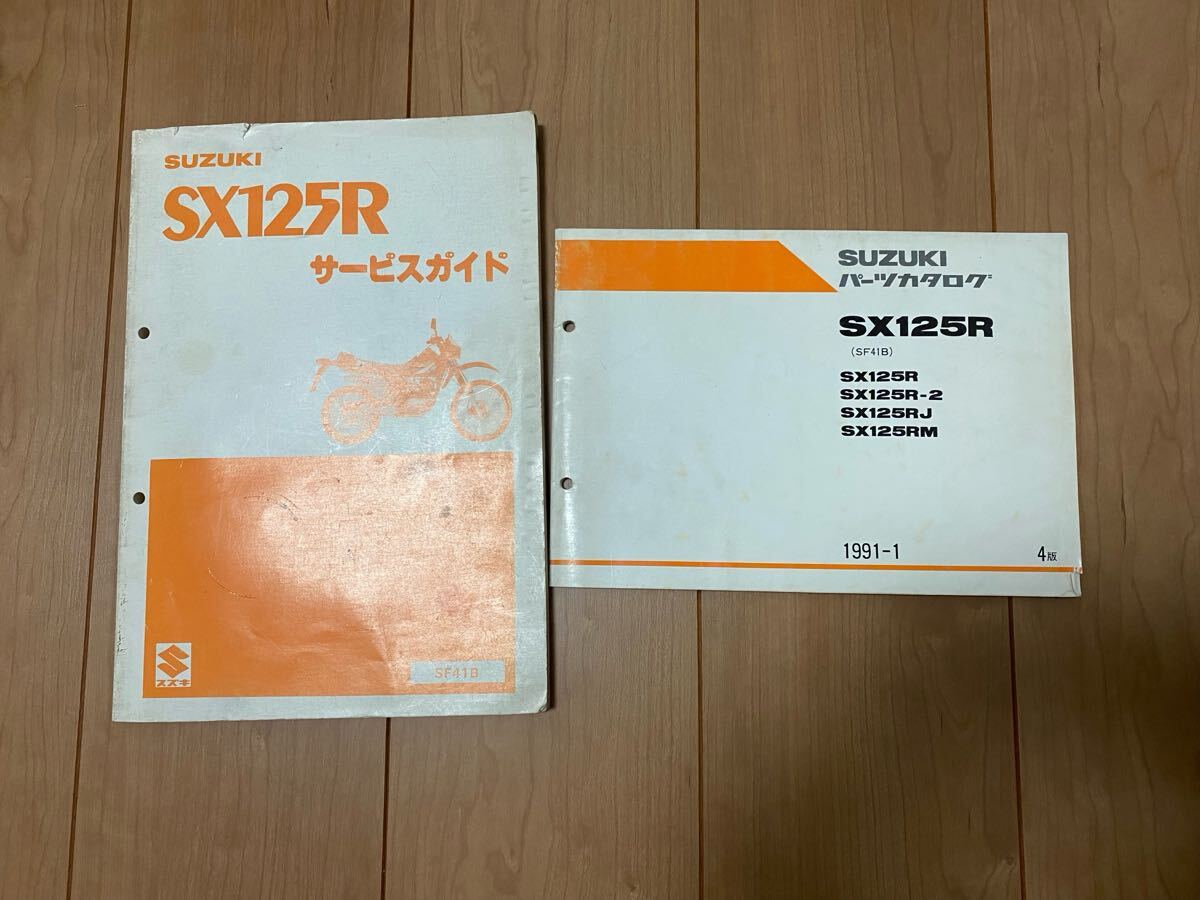 SUZUKI
SX125R
サービスガイド
スズキ
SF41B
SUZUKI
パーツカタログ
SX125R
(SF41B)
SX125R
SX125R-2
SX125RJ
SX125RM
1991-1
4版